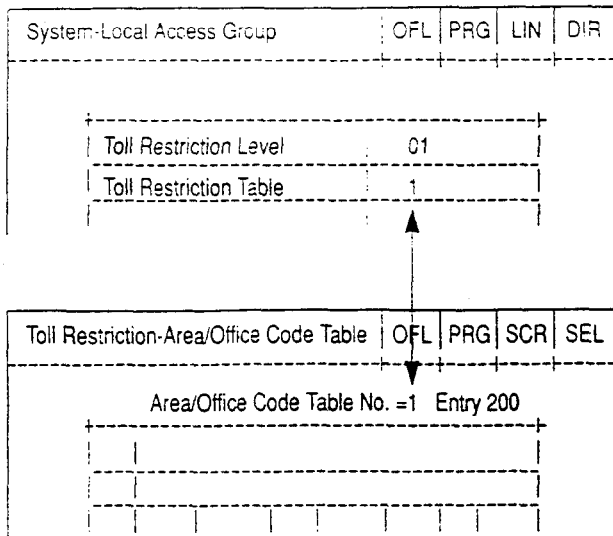 System-Local Access Group OFL PRG LIN DIR
Toll Restriction Level 01
Toll Restriction Table 1
Toll Restriction-Area/Office Code Table OFL PRG SCR SEL
Area/Office Code Table No. =1 Entry 200